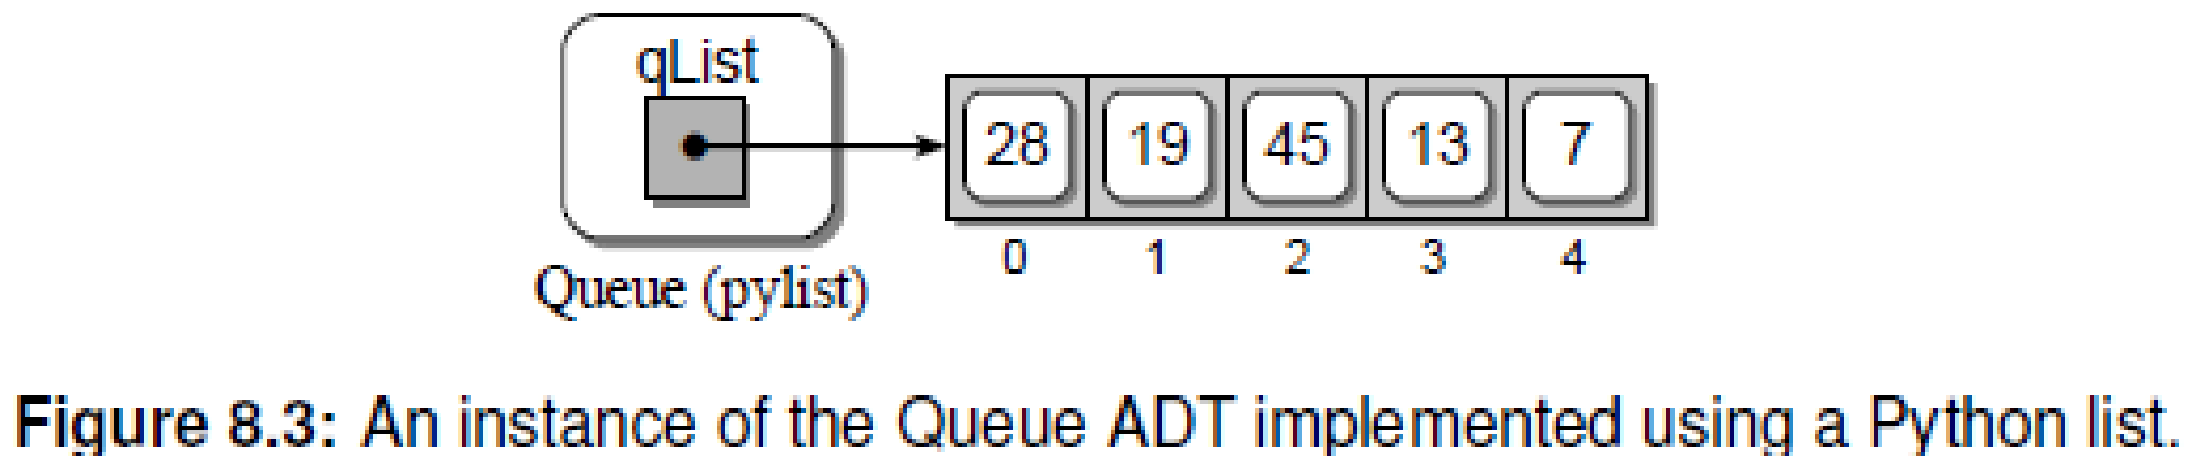 qList
28 19 45 13 7
0 1 2 3 4
Queue (pylist)
Figure 8.3: An instance of the Queue ADT implemented using a Python list.